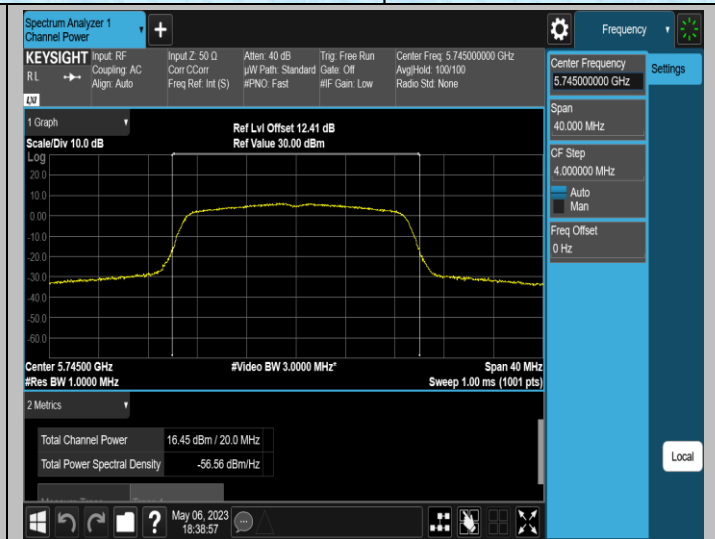 Spectrum Analyzer 1
Channel Power
+
Frequency
KEYSIGHT
R L
LXI
Input: RF
Coupling: AC
Align: Auto
Input Z: 50 Ω
Corr CCorr
Freq Ref: Int (S)
Atten: 40 dB
µW Path: Standard
#PNO: Fast
Trig: Free Run
Gate: Off
#IF Gain: Low
Center Freq: 5.745000000 GHz
Avg|Hold: 100/100
Radio Std: None
Center Frequency
5.745000000 GHz
Settings
Span
40.000 MHz
CF Step
4.000000 MHz
Auto
Man
Freq Offset
0 Hz
1 Graph
Scale/Div 10.0 dB
Ref Lvl Offset 12.41 dB
Ref Value 30.00 dBm
Log
20.0
10.0
0.00
-10.0
-20.0
-30.0
-40.0
-50.0
-60.0
Center 5.74500 GHz
#Video BW 3.0000 MHz*
Span 40 MHz
#Res BW 1.0000 MHz
Sweep 1.00 ms (1001 pts)
2 Metrics
Total Channel Power 16.45 dBm / 20.0 MHz
Total Power Spectral Density -56.56 dBm/Hz
Local
?
May 06, 2023
18:38:57